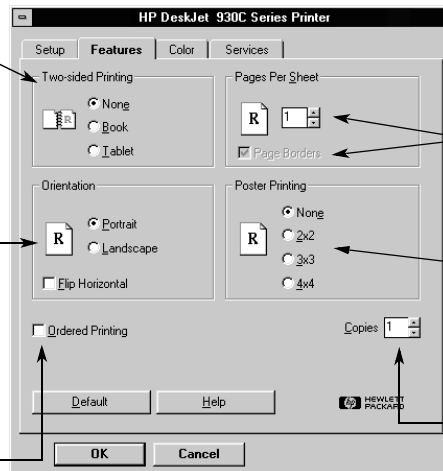 HP DeskJet 930C Series Printer
Setup Features Color Services
Two-sided Printing
None
Book
Tablet
Pages Per Sheet
R 1
Page Borders
Orientation
R
Portrait
Landscape
Flip Horizontal
Poster Printing
R
None
2x2
3x3
4x4
Ordered Printing
Copies 1
Default Help
hp HEWLETT
PACKARD
OK Cancel